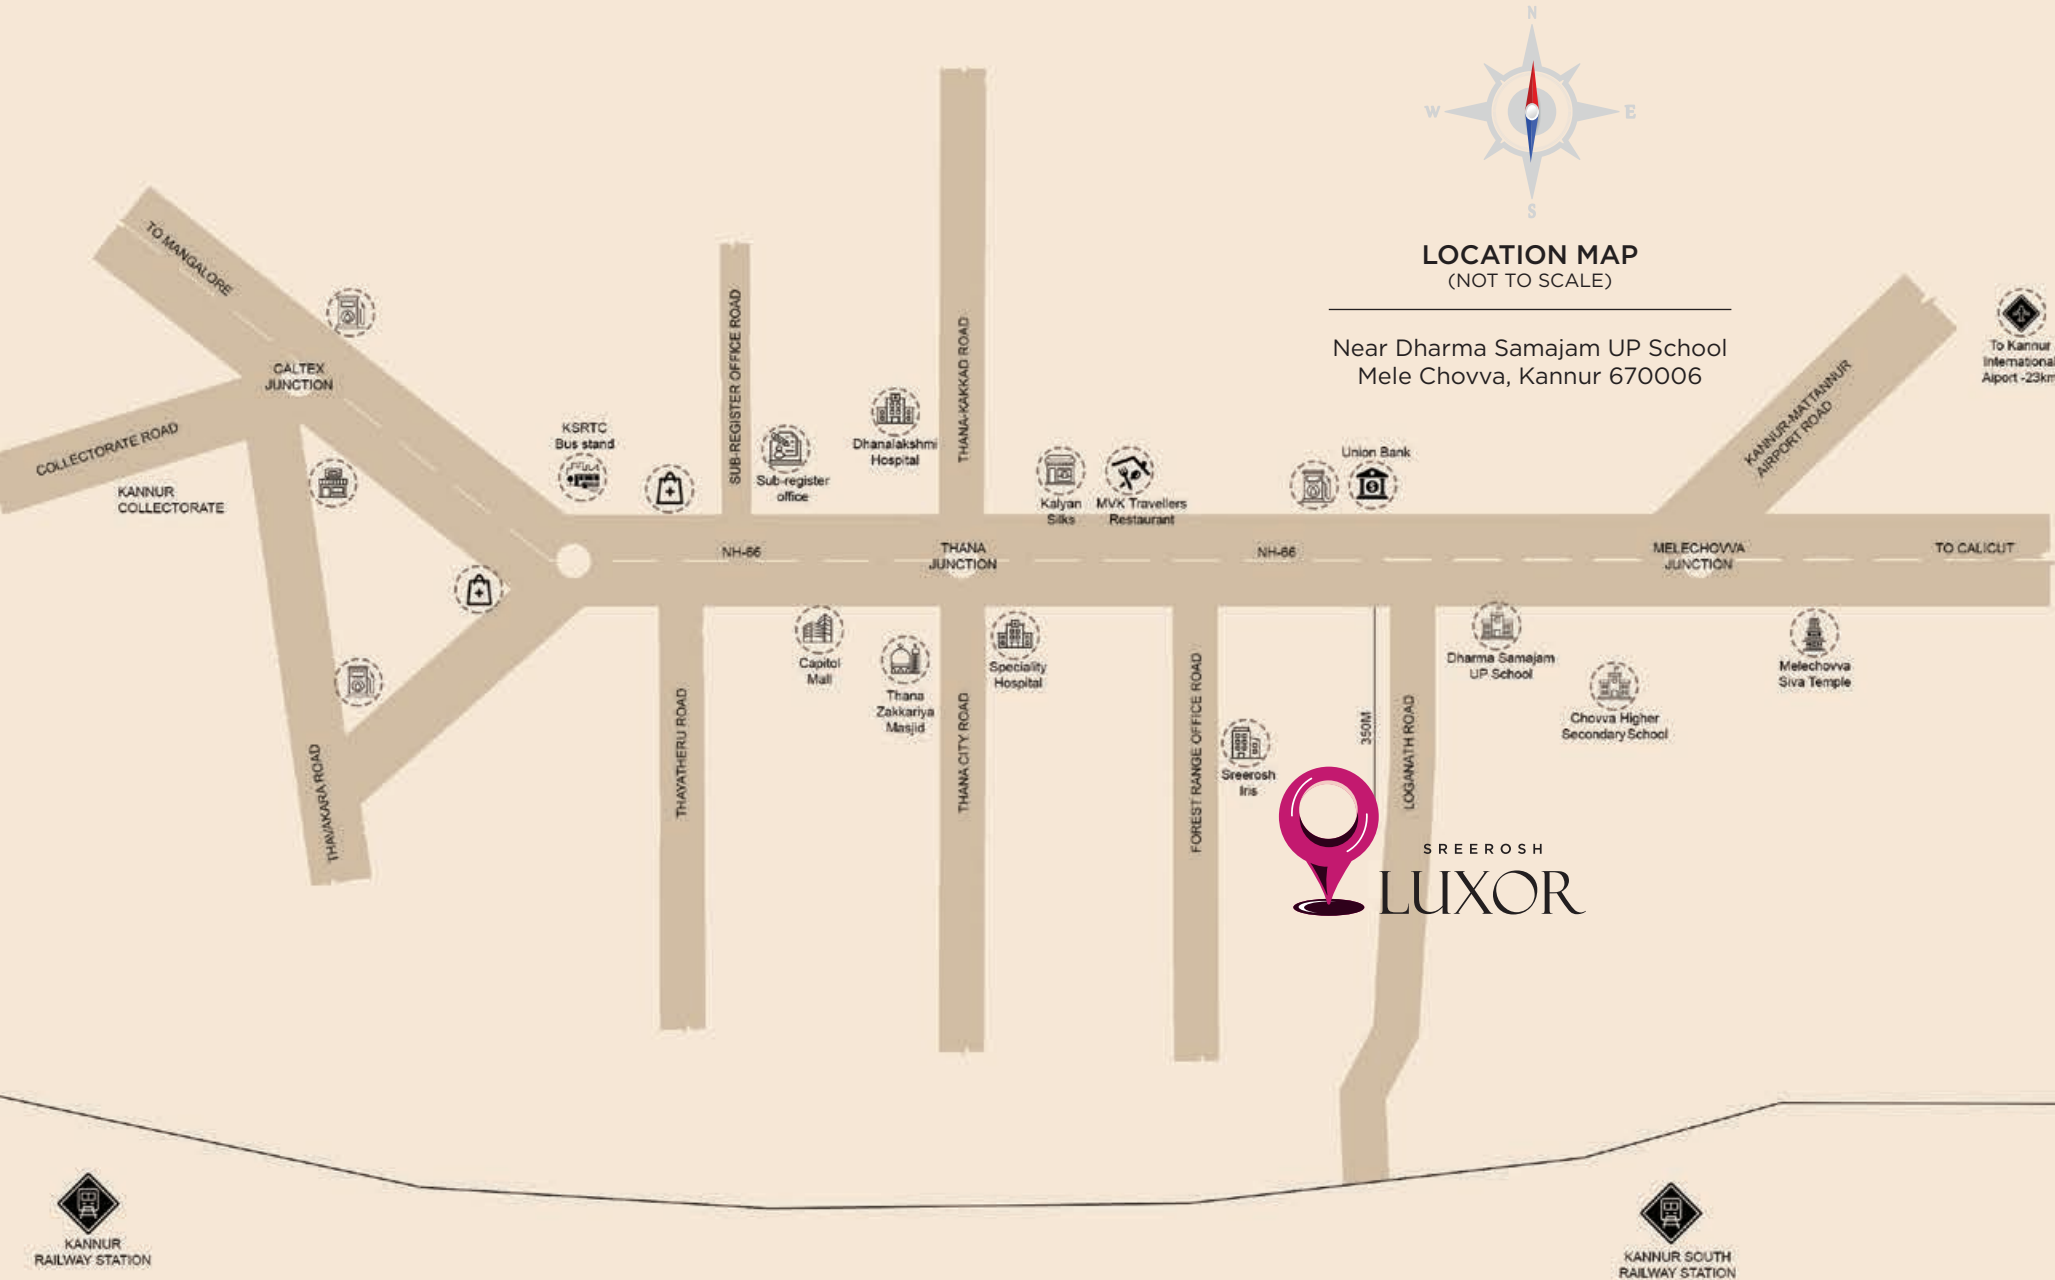 N
W
E
S
LOCATION MAP
(NOT TO SCALE)
Near Dharma Samajam UP School
Mele Chovva, Kannur 670006
TO MANGALORE
CALTEX
JUNCTION
COLLECTORATE ROAD
KANNUR
COLLECTORATE
KSRTC
Bus stand
SUB-REGISTER OFFICE ROAD
Sub-register
office
Dhanalakshmi
Hospital
THANA-KAKKAD ROAD
Kalyan
Silks
MVK Travellers
Restaurant
Union Bank
KANNUR-MATTANNUR
AIRPORT ROAD
To Kannur
International
Aiport -23km
NH-66
THANA
JUNCTION
NH-66
MELECHOVVA
JUNCTION
TO CALICUT
THAVAKARA ROAD
THAYATHERU ROAD
Capitol
Mall
Thana
Zakkariya
Masjid
THANA CITY ROAD
Speciality
Hospital
FOREST RANGE OFFICE ROAD
Sreerosh
Iris
350M
LOGANATH ROAD
Dharma Samajam
UP School
Chovva Higher
Secondary School
Melechovva
Siva Temple
SREEROSH
LUXOR
KANNUR
RAILWAY STATION
KANNUR SOUTH
RAILWAY STATION